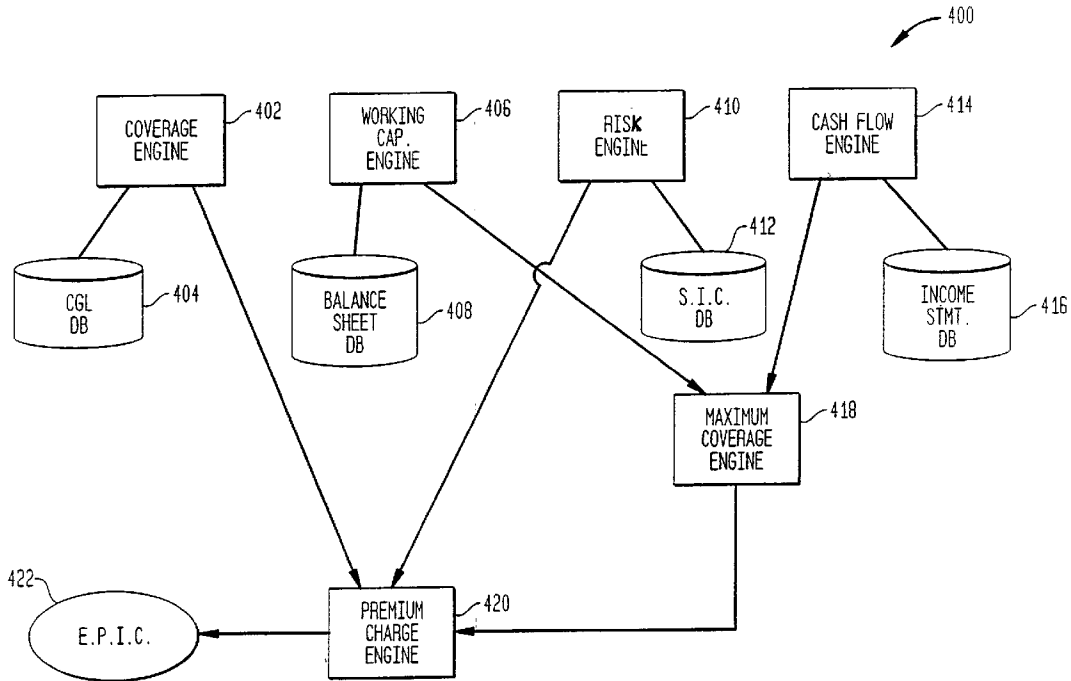 400
COVERAGE
ENGINE
402
WORKING
CAP.
ENGINE
406
RISK
ENGINE
410
CASH FLOW
ENGINE
414
CGL
DB
404
BALANCE
SHEET
DB
408
S.I.C.
DB
412
INCOME
STMT.
DB
416
MAXIMUM
COVERAGE
ENGINE
418
422
E.P.I.C.
PREMIUM
CHARGE
ENGINE
420